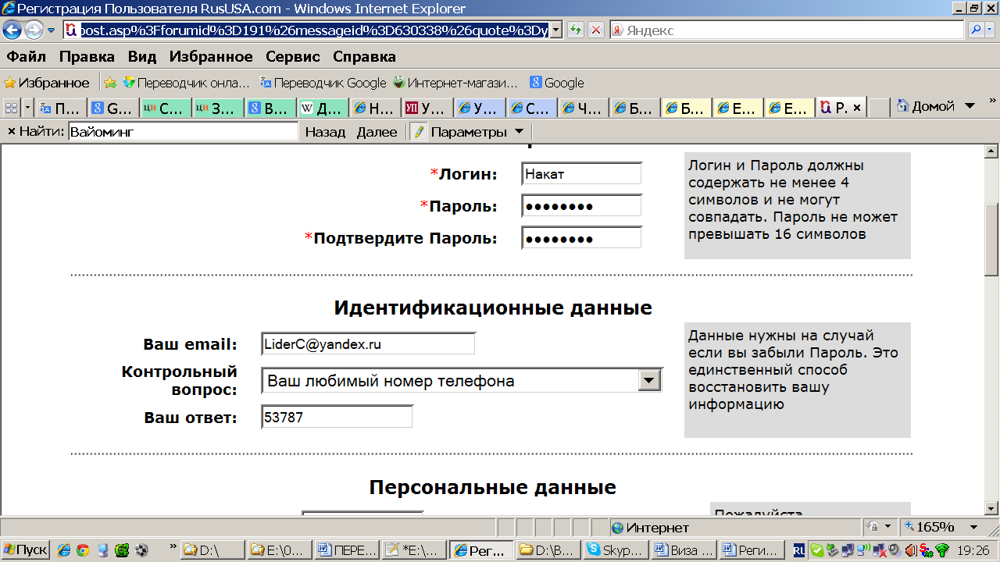 Регистрация Пользователя RusUSA.com - Windows Internet Explorer
post.asp%3Fforumid%3D191%26messageid%3D630338%26quote%3Dy
Яндекс
Файл Правка Вид Избранное Сервис Справка
Избранное Переводчик онла... Переводчик Google Интернет-магази... Google
П... G... С... З... В... Д... Н... У... У... С... Ч... Б... Б... Е... Е... Р. Домой
Найти: Вайоминг Назад Далее Параметры
*Логин: Накат
*Пароль: ●●●●●●●●
*Подтвердите Пароль: ●●●●●●●●
Логин и Пароль должны
содержать не менее 4
символов и не могут
совпадать. Пароль не может
превышать 16 символов
Идентификационные данные
Ваш email: LiderC@yandex.ru
Контрольный
вопрос: Ваш любимый номер телефона
Ваш ответ: 53787
Данные нужны на случай
если вы забыли Пароль. Это
единственный способ
восстановить вашу
информацию
Персональные данные
Пожалуйста
Интернет 165%
Пуск D:\ E:\0... ПЕРЕ... *E:\... Рег... D:\В... Skyp... Виза ... Реги... RL 19:26